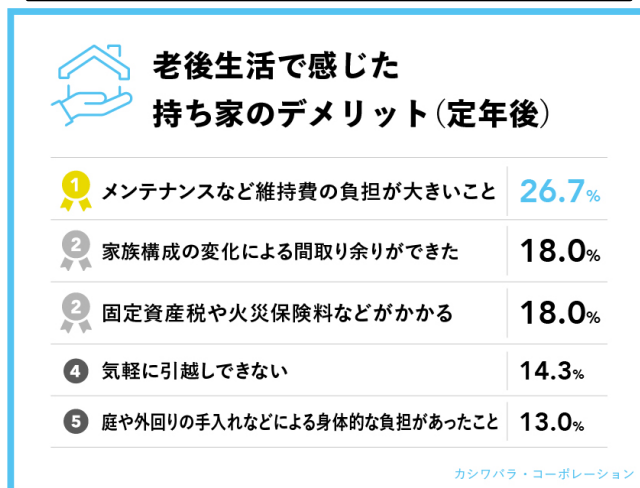 老後生活で感じた
持ち家のデメリット(定年後)
1 メンテナンスなど維持費の負担が大きいこと 26.7%
2 家族構成の変化による間取り余りができた 18.0%
2 固定資産税や火災保険料などがかかる 18.0%
4 気軽に引越しできない 14.3%
5 庭や外回りの手入れなどによる身体的な負担があったこと 13.0%
カシワバラ・コーポレーション